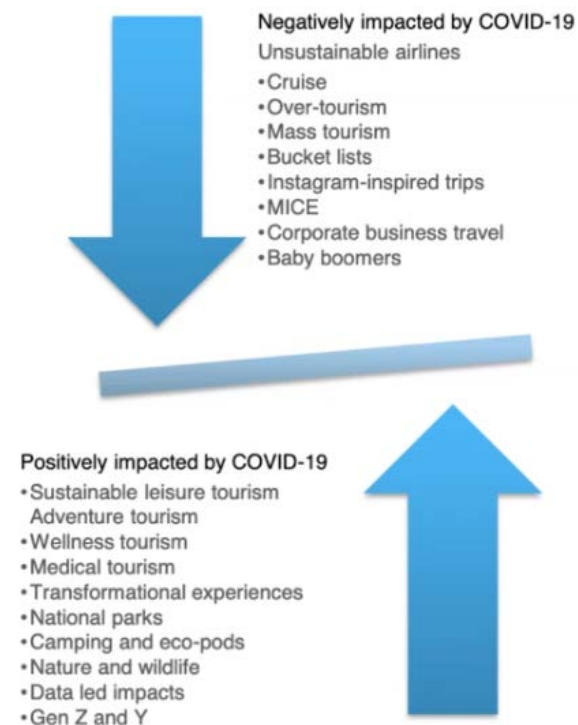 Negatively impacted by COVID-19
Unsustainable airlines
•Cruise
•Over-tourism
•Mass tourism
•Bucket lists
•Instagram-inspired trips
•MICE
•Corporate business travel
•Baby boomers
Positively impacted by COVID-19
•Sustainable leisure tourism
Adventure tourism
•Wellness tourism
•Medical tourism
•Transformational experiences
•National parks
•Camping and eco-pods
•Nature and wildlife
•Data led impacts
•Gen Z and Y